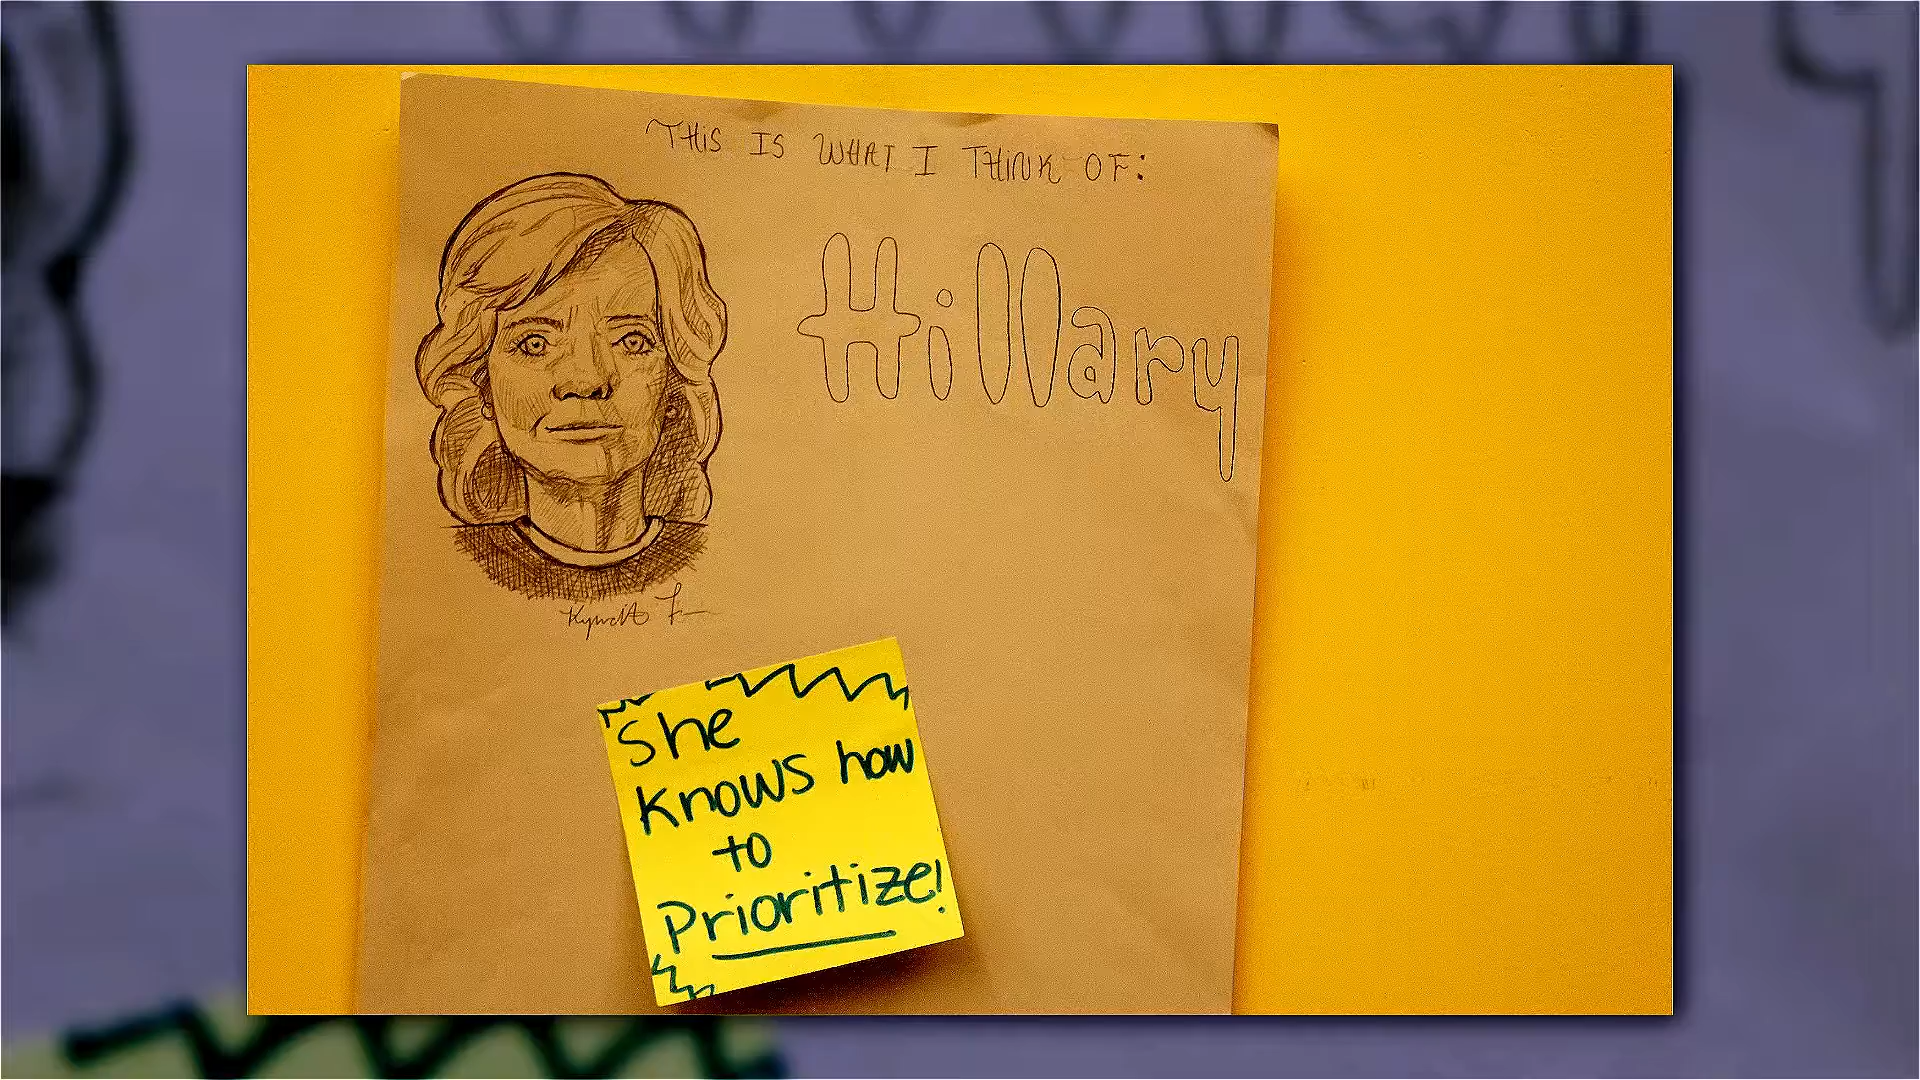 THIS IS WHAT I THINK OF:
Hillary
She
Knows how
to
Prioritize!